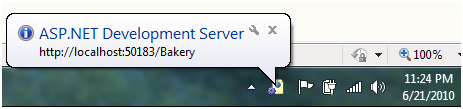 ASP.NET Development Server
http://localhost:50183/Bakery
100%
11:24 PM
6/21/2010